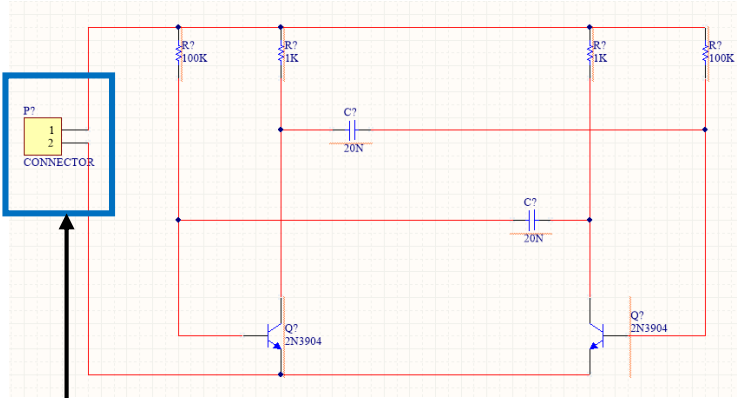 R?
100K
R?
1K
R?
1K
R?
100K
P?
1
2
CONNECTOR
C?
20N
C?
20N
Q?
2N3904
Q?
2N3904